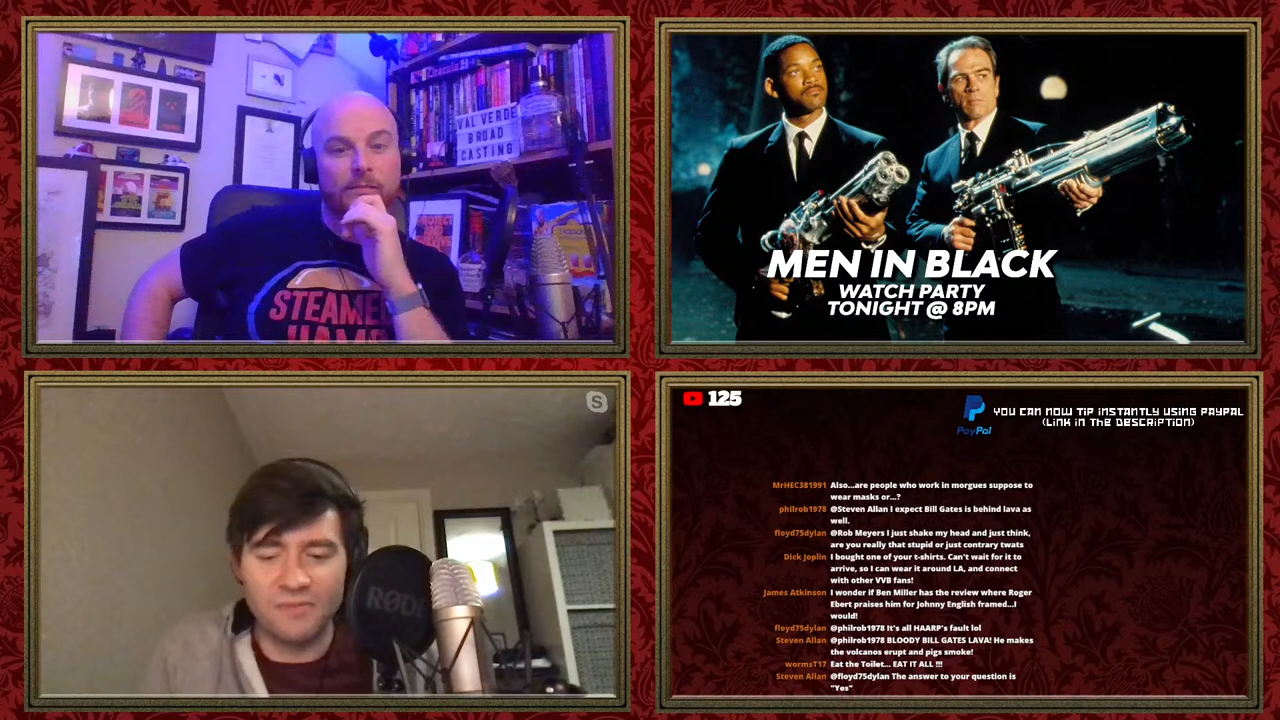 VAL VERDE
BROAD
CASTING
PROTECT
AND
SURVIVE
STEAMED
HAMS
MEN IN BLACK
WATCH PARTY
TONIGHT @ 8PM
RØDE
125
PayPal
YOU CAN NOW TIP INSTANTLY USING PAYPAL
(LINK IN THE DESCRIPTION)
MrHEC381991 Also...are people who work in morgues suppose to
wear masks or...?
philrob1978 @Steven Allan I expect Bill Gates is behind lava as
well.
floyd75dylan @Rob Meyers I just shake my head and just think,
are you really that stupid or just contrary twats
Dick Joplin I bought one of your t-shirts. Can't wait for it to
arrive, so I can wear it around LA, and connect
with other VVB fans!
James Atkinson I wonder if Ben Miller has the review where Roger
Ebert praises him for Johnny English framed...I
would!
floyd75dylan @philrob1978 It's all HAARP's fault lol
Steven Allan @philrob1978 BLOODY BILL GATES LAVA! He makes
the volcanos erupt and pigs smoke!
wormsT17 Eat the Toilet... EAT IT ALL !!!
Steven Allan @floyd75dylan The answer to your question is
"Yes"